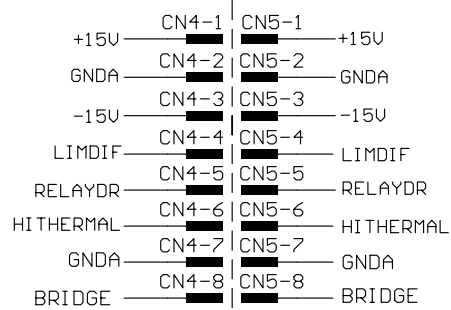 CN4-1 CN5-1
+15V +15V
CN4-2 CN5-2
GNDA GNDA
CN4-3 CN5-3
-15V -15V
CN4-4 CN5-4
LIMDIF LIMDIF
CN4-5 CN5-5
RELAYDR RELAYDR
CN4-6 CN5-6
HITHERMAL HITHERMAL
CN4-7 CN5-7
GNDA GNDA
CN4-8 CN5-8
BRIDGE BRIDGE